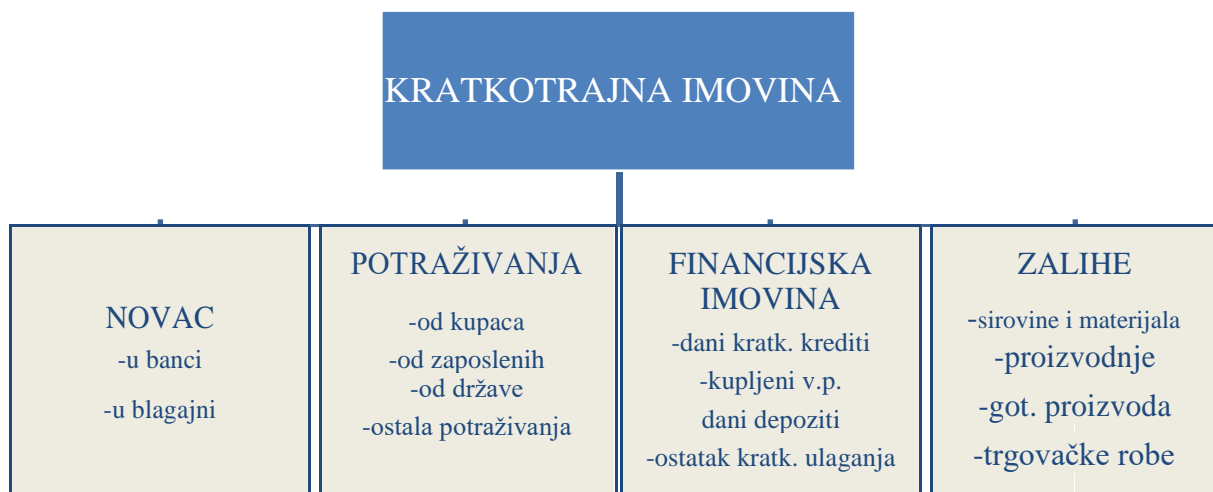 KRATKOTRAJNA IMOVINA
NOVAC
-u banci
-u blagajni
POTRAŽIVANJA
-od kupaca
-od zaposlenih
-od države
-ostala potraživanja
FINANCIJSKA
IMOVINA
-dani kratk. krediti
-kupljeni v.p.
dani depoziti
-ostatak kratk. ulaganja
ZALIHE
-sirovine i materijala
-proizvodnje
-got. proizvoda
-trgovačke robe